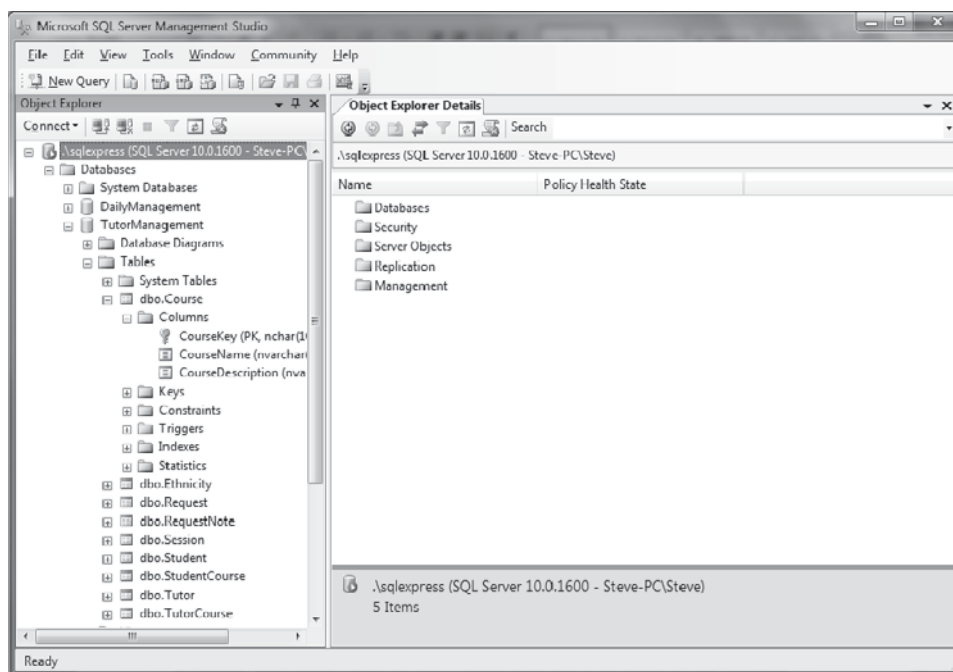 Microsoft SQL Server Management Studio
File Edit View Tools Window Community Help
New Query
Object Explorer
Connect
.\sqlexpress (SQL Server 10.0.1600 - Steve-PC\
Databases
System Databases
DailyManagement
TutorManagement
Database Diagrams
Tables
System Tables
dbo.Course
Columns
CourseKey (PK, nchar(1
CourseName (nvarchar(
CourseDescription (nva
Keys
Constraints
Triggers
Indexes
Statistics
dbo.Ethnicity
dbo.Request
dbo.RequestNote
dbo.Session
dbo.Student
dbo.StudentCourse
dbo.Tutor
dbo.TutorCourse
Object Explorer Details
Search
.\sqlexpress (SQL Server 10.0.1600 - Steve-PC\Steve)
Name Policy Health State
Databases
Security
Server Objects
Replication
Management
.\sqlexpress (SQL Server 10.0.1600 - Steve-PC\Steve)
5 Items
Ready